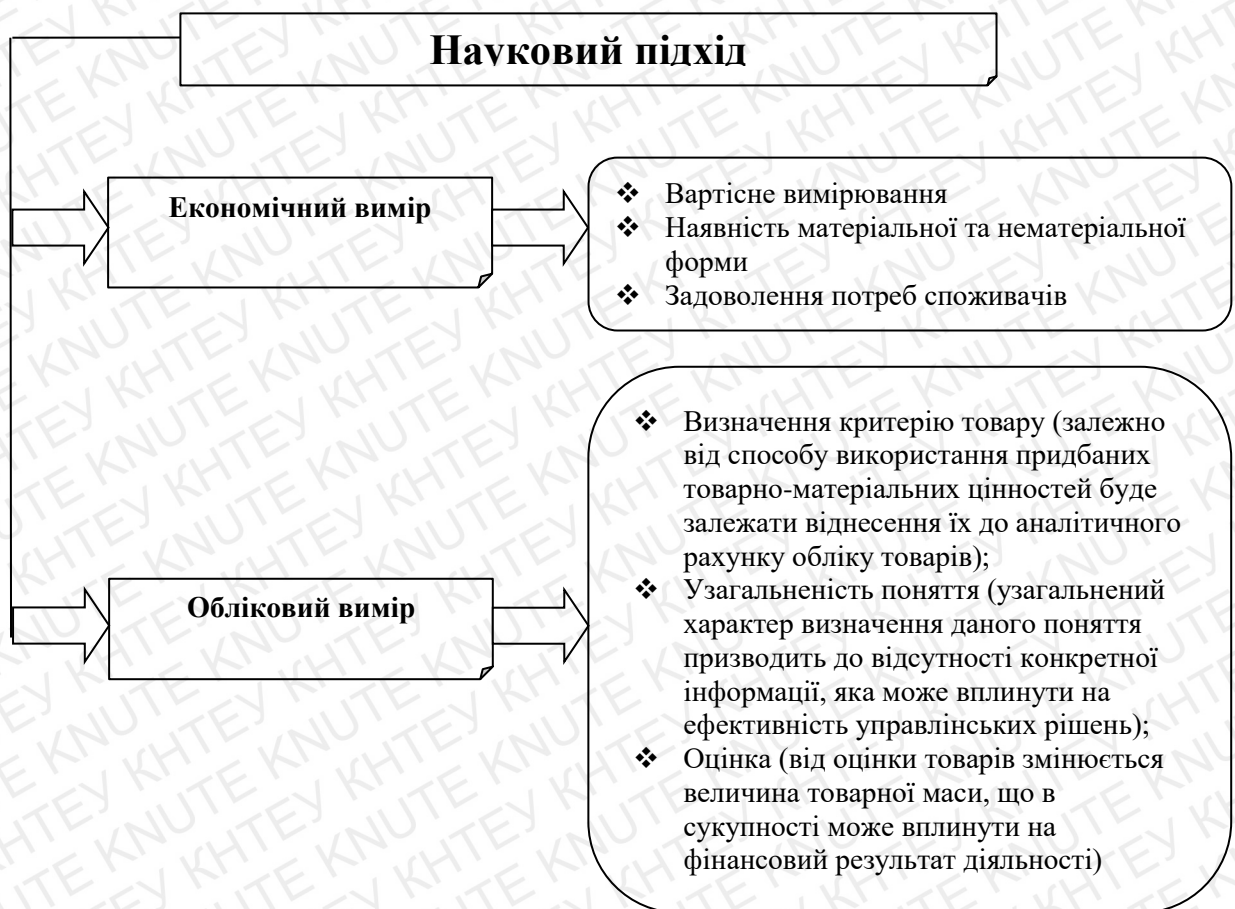 Науковий підхід
Економічний вимір
❖ Вартісне вимірювання
❖ Наявність матеріальної та нематеріальної
форми
❖ Задоволення потреб споживачів
Обліковий вимір
❖ Визначення критерію товару (залежно
від способу використання придбаних
товарно-матеріальних цінностей буде
залежати віднесення їх до аналітичного
рахунку обліку товарів);
❖ Узагальненість поняття (узагальнений
характер визначення даного поняття
призводить до відсутності конкретної
інформації, яка може вплинути на
ефективність управлінських рішень);
❖ Оцінка (від оцінки товарів змінюється
величина товарної маси, що в
сукупності може вплинути на
фінансовий результат діяльності)
KNUTE КНТЕУ